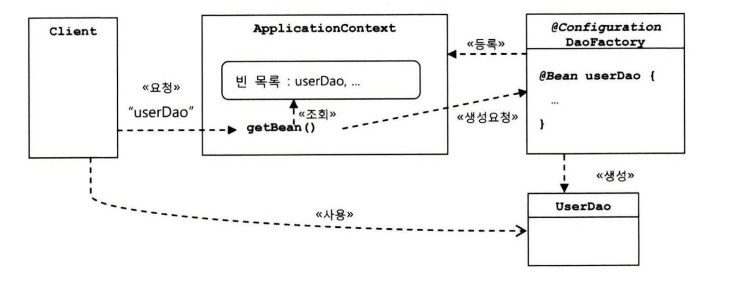 Client
ApplicationContext
@Configuration
DaoFactory
«등록»
빈 목록 : userDao, ...
@Bean userDao {
...
}
«요청»
"userDao"
«조회»
getBean()
«생성요청»
«생성»
UserDao
«사용»